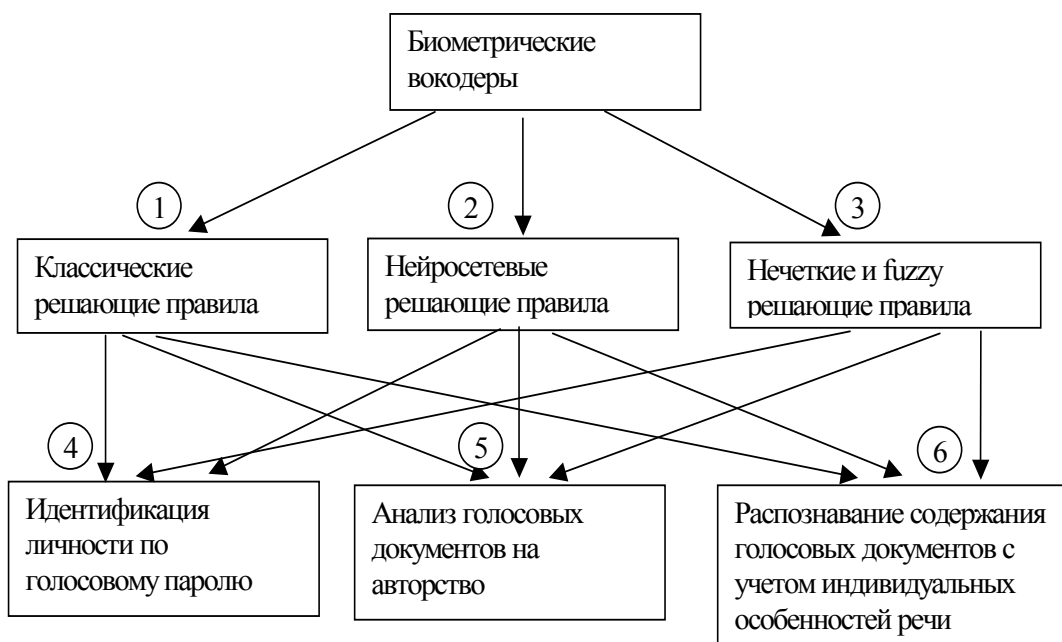 Биометрические
вокодеры
1
2
3
Классические
решающие правила
Нейросетевые
решающие правила
Нечеткие и fuzzy
решающие правила
4
5
6
Идентификация
личности по
голосовому паролю
Анализ голосовых
документов на
авторство
Распознавание содержания
голосовых документов с
учетом индивидуальных
особенностей речи